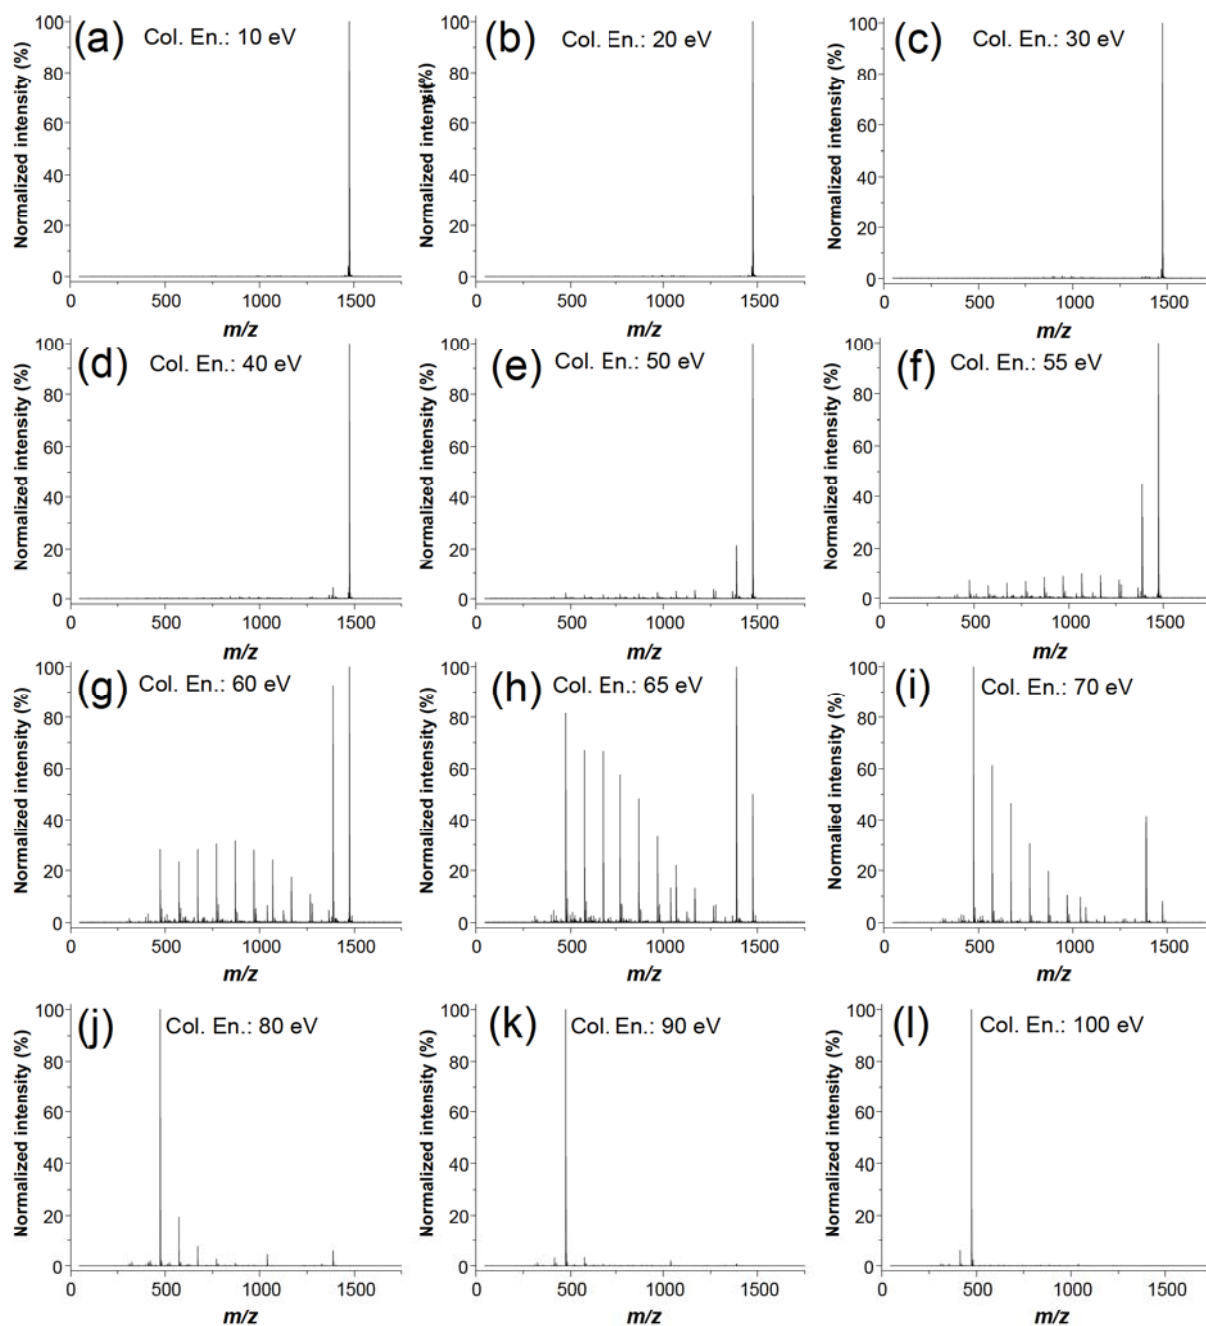 (a) Col. En.: 10 eV
Normalized intensity (%)
100
80
60
40
20
0
0 500 1000 1500
m/z
(b) Col. En.: 20 eV
Normalized intensity (%)
100
80
60
40
20
0
0 500 1000 1500
m/z
(c) Col. En.: 30 eV
Normalized intensity (%)
100
80
60
40
20
0
0 500 1000 1500
m/z
(d) Col. En.: 40 eV
Normalized intensity (%)
100
80
60
40
20
0
0 500 1000 1500
m/z
(e) Col. En.: 50 eV
Normalized intensity (%)
100
80
60
40
20
0
0 500 1000 1500
m/z
(f) Col. En.: 55 eV
Normalized intensity (%)
100
80
60
40
20
0
0 500 1000 1500
m/z
(g) Col. En.: 60 eV
Normalized intensity (%)
100
80
60
40
20
0
0 500 1000 1500
m/z
(h) Col. En.: 65 eV
Normalized intensity (%)
100
80
60
40
20
0
0 500 1000 1500
m/z
(i) Col. En.: 70 eV
Normalied intensity (%)
100
80
60
40
20
0
0 500 1000 1500
m/z
(j) Col. En.: 80 eV
Normalized intensity (%)
100
80
60
40
20
0
0 500 1000 1500
m/z
(k) Col. En.: 90 eV
Normalized intensity (%)
100
80
60
40
20
0
0 500 1000 1500
m/z
(l) Col. En.: 100 eV
Normalized intensity (%)
100
80
60
40
20
0
0 500 1000 1500
m/z